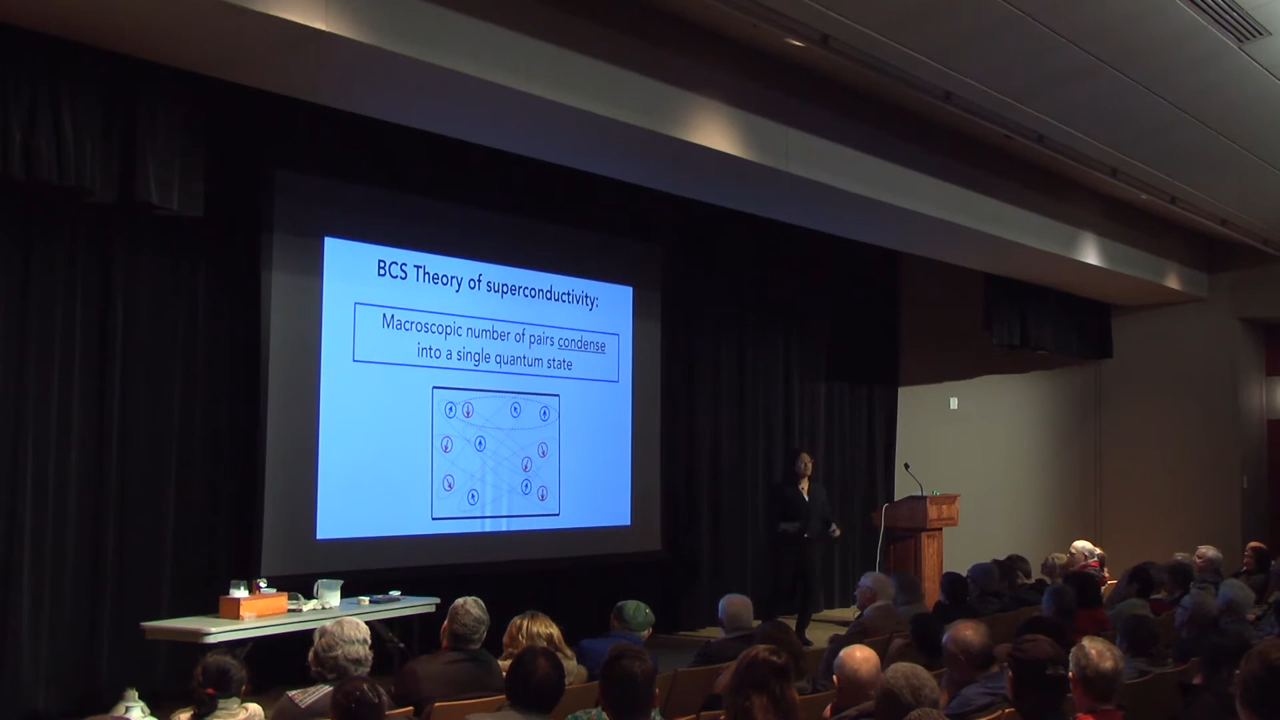 BCS Theory of superconductivity:
Macroscopic number of pairs condense
into a single quantum state